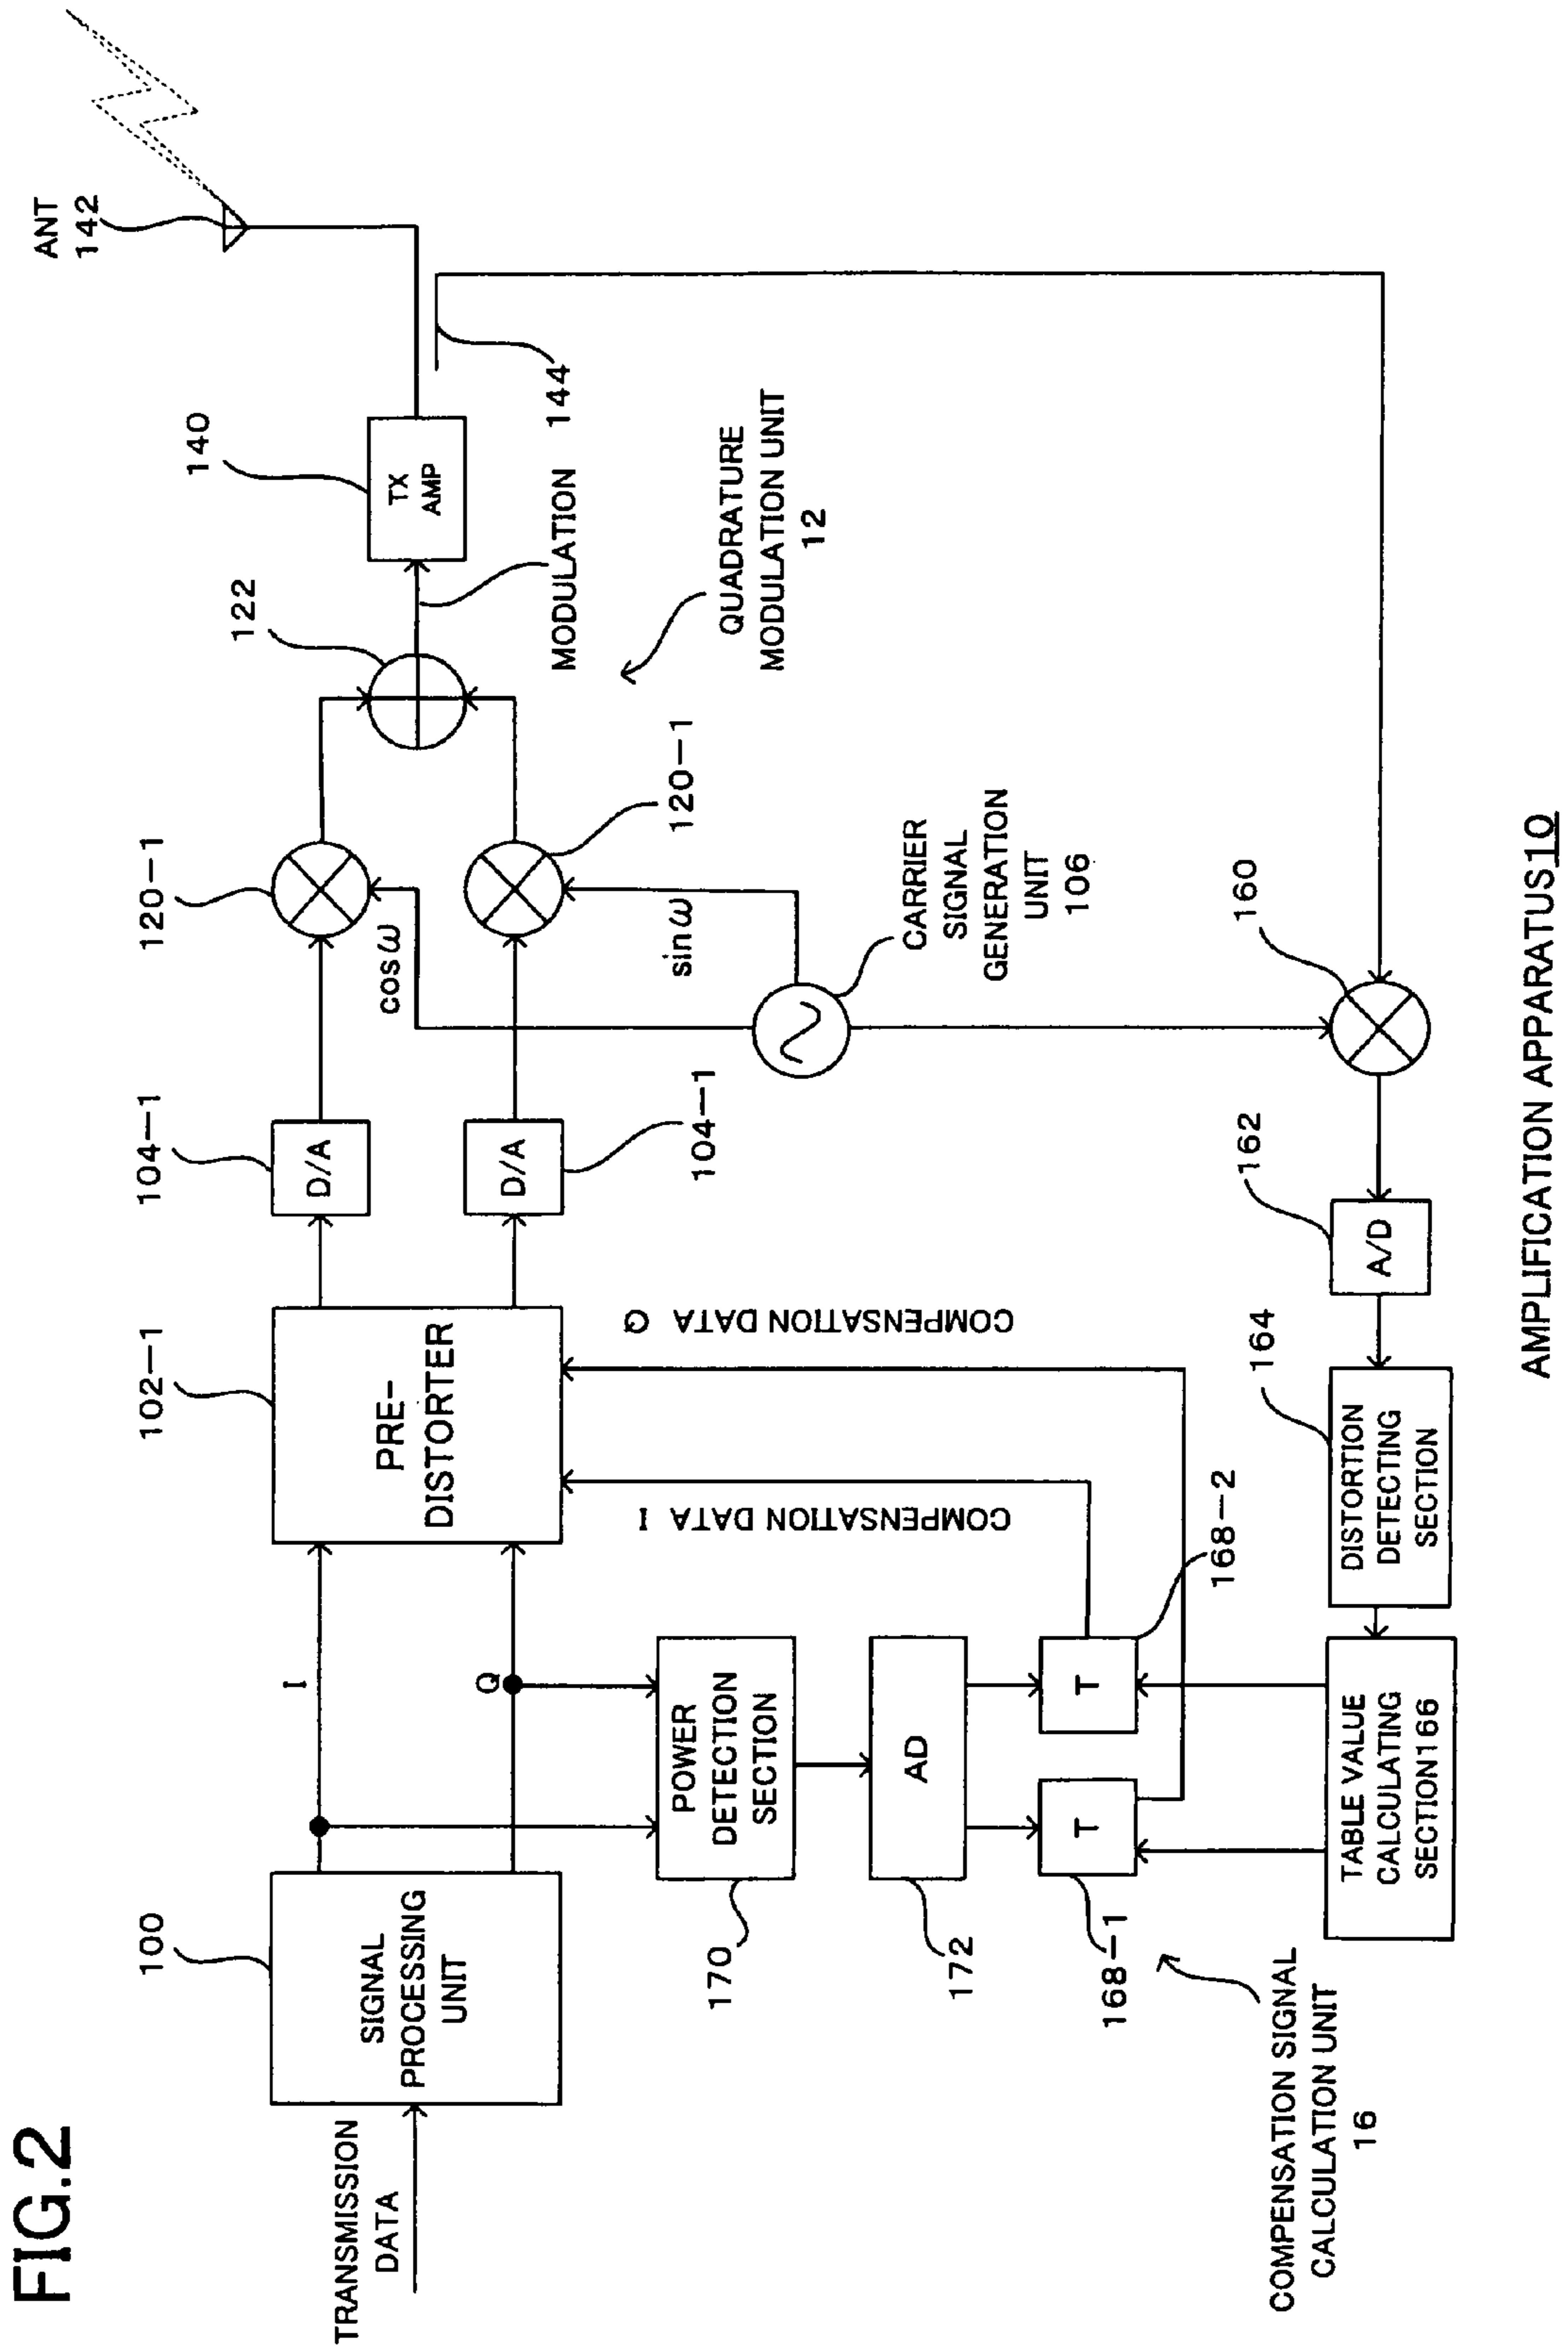 FIG.2
TRANSMISSION
DATA
100
SIGNAL
PROCESSING
UNIT
I
Q
102-1
PRE-
DISTORTER
104-1
D/A
D/A
104-1
120-1
cosω
120-1
sinω
122
MODULATION
140
TX
AMP
ANT
142
144
QUADRATURE
MODULATION UNIT
12
CARRIER
SIGNAL
GENERATION
UNIT
106
POWER
DETECTION
SECTION
170
AD
172
T
168-1
T
168-2
COMPENSATION DATA I
COMPENSATION DATA Q
160
162
A/D
164
DISTORTION
DETECTING
SECTION
TABLE VALUE
CALCULATING
SECTION166
COMPENSATION SIGNAL
CALCULATION UNIT
16
AMPLIFICATION APPARATUS10